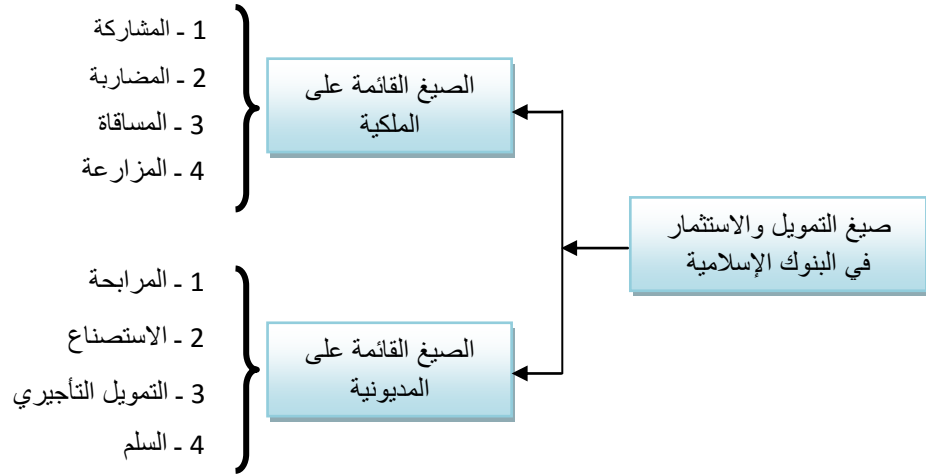 صيغ التمويل والاستثمار
في البنوك الإسلامية
الصيغ القائمة على
الملكية
1 ـ المشاركة
2 ـ المضاربة
3 ـ المساقاة
4 ـ المزارعة
الصيغ القائمة على
المديونية
1 ـ المرابحة
2 ـ الاستصناع
3 ـ التمويل التأجيري
4 ـ السلم